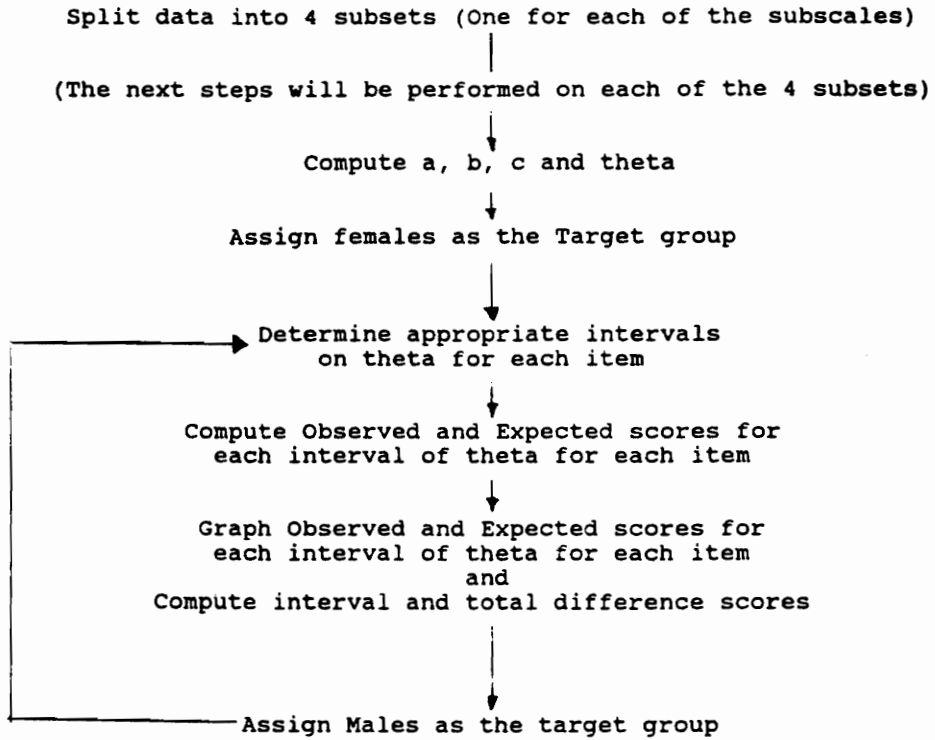 Split data into 4 subsets (One for each of the subscales)
(The next steps will be performed on each of the 4 subsets)
Compute a, b, c and theta
Assign females as the Target group
Determine appropriate intervals
on theta for each item
Compute Observed and Expected scores for
each interval of theta for each item
Graph Observed and Expected scores for
each interval of theta for each item
and
Compute interval and total difference scores
Assign Males as the target group